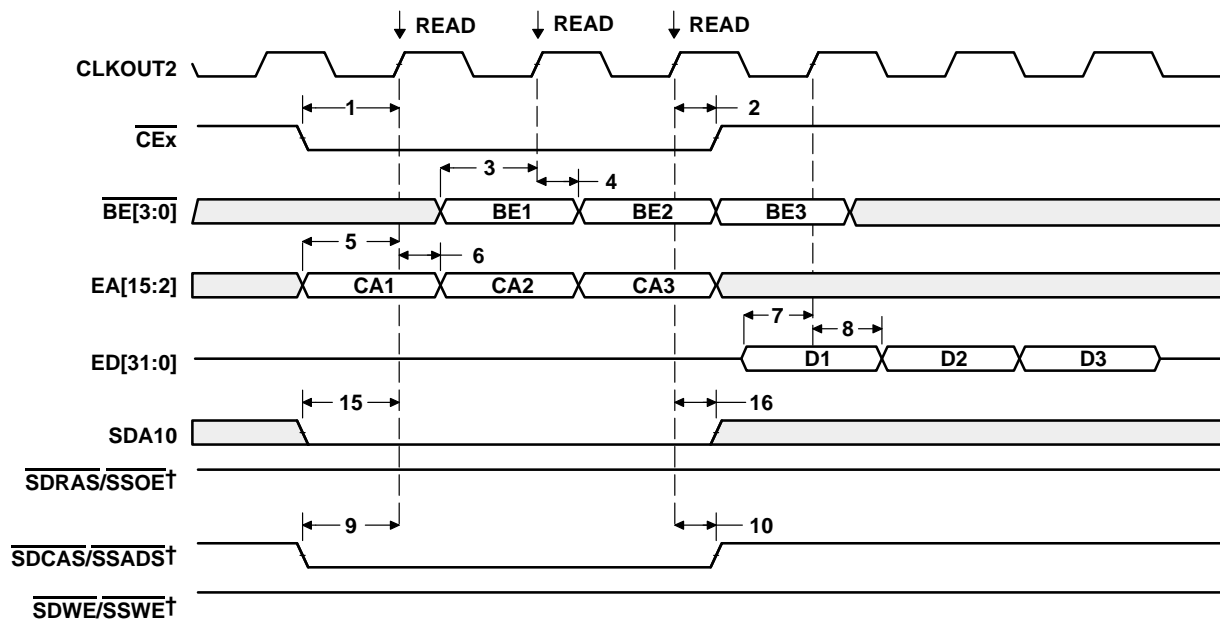 READ READ READ
CLKOUT2
1 2
CEx
3 4
BE[3:0] BE1 BE2 BE3
5 6
EA[15:2] CA1 CA2 CA3
7 8
ED[31:0] D1 D2 D3
15 16
SDA10
SDRAS/SSOE†
9 10
SDCAS/SSADS†
SDWE/SSWE†